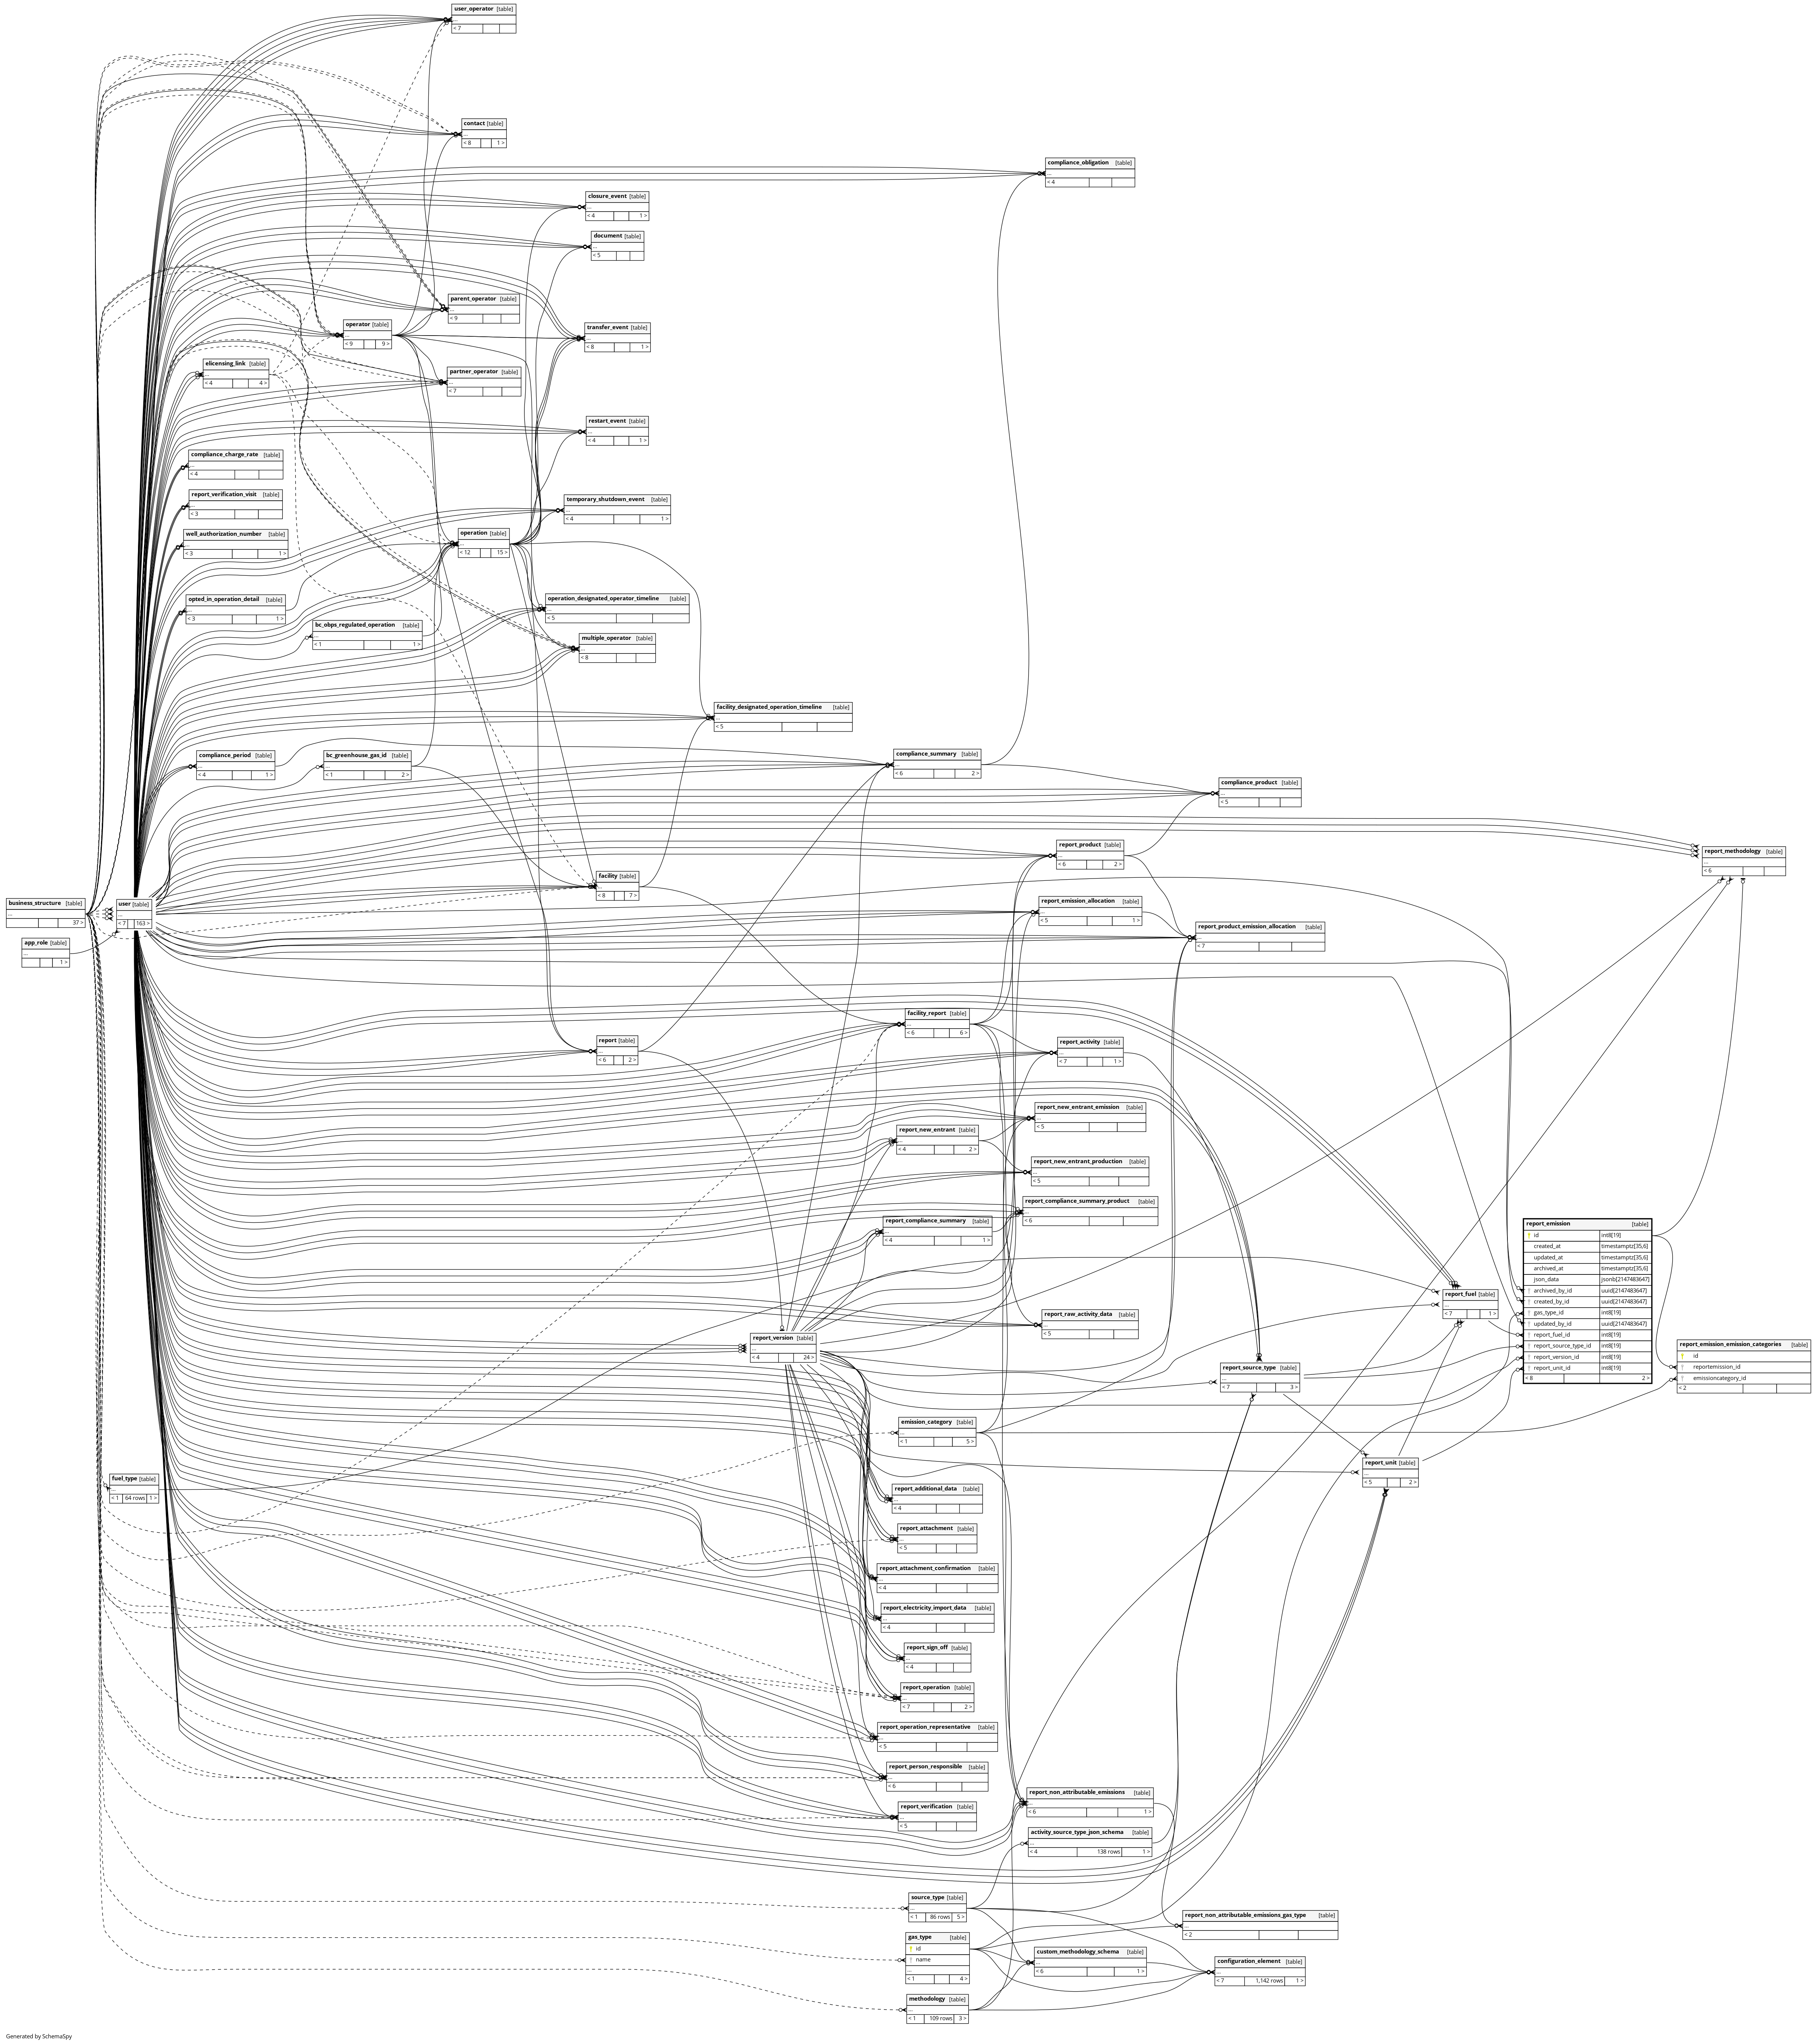 user_operator [table]
...
< 7
contact [table]
...
< 8 1 >
compliance_obligation [table]
...
< 4
closure_event [table]
...
< 4 1 >
document [table]
...
< 5
parent_operator [table]
...
< 9
operator [table]
...
< 9 9 >
transfer_event [table]
...
< 8 1 >
elicensing_link [table]
...
< 4 4 >
partner_operator [table]
...
< 7
restart_event [table]
...
< 4 1 >
compliance_charge_rate [table]
...
< 4
report_verification_visit [table]
...
< 3
temporary_shutdown_event [table]
...
< 4 1 >
well_authorization_number [table]
...
< 3 1 >
operation [table]
...
< 12 15 >
opted_in_operation_detail [table]
...
< 3 1 >
operation_designated_operator_timeline [table]
...
< 5
bc_obps_regulated_operation [table]
...
< 1 1 >
multiple_operator [table]
...
< 8
facility_designated_operation_timeline [table]
...
< 5
compliance_period [table]
...
< 4 1 >
bc_greenhouse_gas_id [table]
...
< 1 2 >
compliance_summary [table]
...
< 6 2 >
compliance_product [table]
...
< 5
report_product [table]
...
< 6 2 >
report_methodology [table]
...
< 6
facility [table]
...
< 8 7 >
business_structure [table]
...
37 >
user [table]
...
< 7 163 >
report_emission_allocation [table]
...
< 5 1 >
report_product_emission_allocation [table]
...
< 7
app_role [table]
...
1 >
facility_report [table]
...
< 6 6 >
report [table]
...
< 6 2 >
report_activity [table]
...
< 7 1 >
report_new_entrant_emission [table]
...
< 5
report_new_entrant [table]
...
< 4 2 >
report_new_entrant_production [table]
...
< 5
report_compliance_summary_product [table]
...
< 6
report_compliance_summary [table]
...
< 4 1 >
report_emission [table]
id int8[19]
created_at timestamptz[35,6]
updated_at timestamptz[35,6]
archived_at timestamptz[35,6]
json_data jsonb[2147483647]
archived_by_id uuid[2147483647]
created_by_id uuid[2147483647]
gas_type_id int8[19]
updated_by_id uuid[2147483647]
report_fuel_id int8[19]
report_source_type_id int8[19]
report_version_id int8[19]
report_unit_id int8[19]
< 8 2 >
report_fuel [table]
...
< 7 1 >
report_raw_activity_data [table]
...
< 5
report_version [table]
...
< 4 24 >
report_emission_emission_categories [table]
id
reportemission_id
emissioncategory_id
< 2
report_source_type [table]
...
< 7 3 >
emission_category [table]
...
< 1 5 >
report_unit [table]
...
< 5 2 >
fuel_type [table]
...
< 1 64 rows 1 >
report_additional_data [table]
...
< 4
report_attachment [table]
...
< 5
report_attachment_confirmation [table]
...
< 4
report_electricity_import_data [table]
...
< 4
report_sign_off [table]
...
< 4
report_operation [table]
...
< 7 2 >
report_operation_representative [table]
...
< 5
report_person_responsible [table]
...
< 6
report_non_attributable_emissions [table]
...
< 6 1 >
report_verification [table]
...
< 5
activity_source_type_json_schema [table]
...
< 4 138 rows 1 >
source_type [table]
...
< 1 86 rows 5 >
report_non_attributable_emissions_gas_type [table]
...
< 2
gas_type [table]
id
name
...
< 1 4 >
custom_methodology_schema [table]
...
< 6 1 >
configuration_element [table]
...
< 7 1,142 rows 1 >
methodology [table]
...
< 1 109 rows 3 >
Generated by SchemaSpy